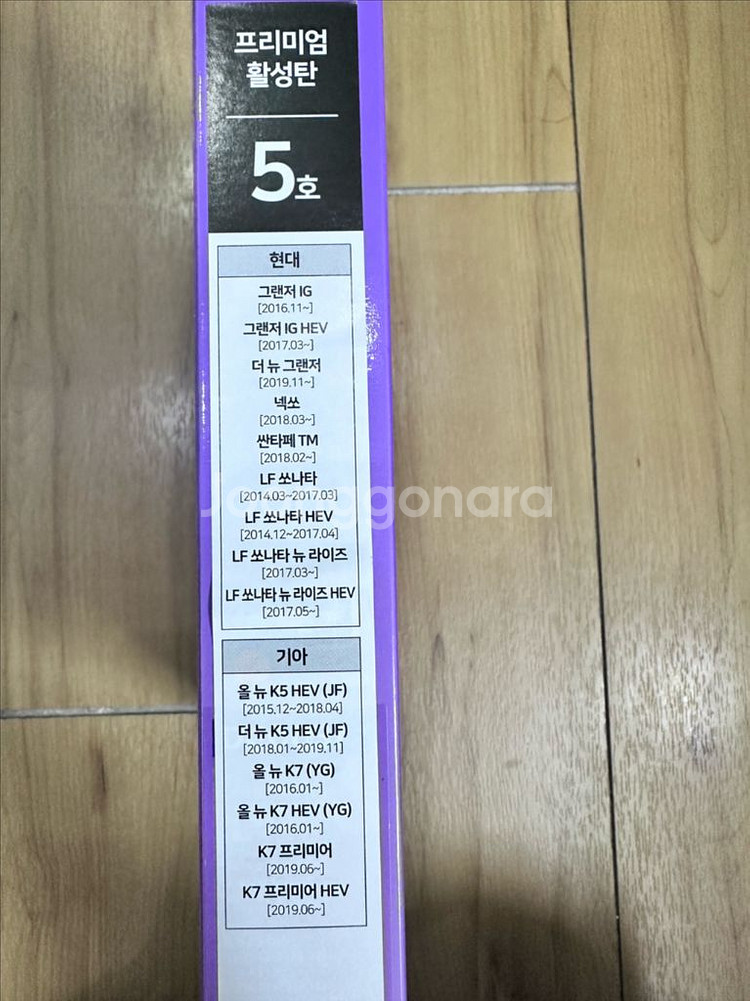 프리미엄
활성탄
5호
현대
그랜저 IG
[2016.11~]
그랜저 IG HEV
[2017.03~]
더 뉴 그랜저
[2019.11~]
넥쏘
[2018.03~]
싼타페 TM
[2018.02~]
LF 쏘나타
[2014.03~2017.03]
Joonggonara
LF 쏘나타 HEV
[2014.12~2017.04]
LF 쏘나타 뉴 라이즈
[2017.03~]
LF 쏘나타 뉴 라이즈 HEV
[2017.05~]
기아
올 뉴 K5 HEV (JF)
[2015.12~2018.04]
더 뉴 K5 HEV (JF)
[2018.01~2019.11]
올 뉴 K7 (YG)
[2016.01~]
올 뉴 K7 HEV (YG)
[2016.01~]
K7 프리미어
[2019.06~]
K7 프리미어 HEV
[2019.06~]